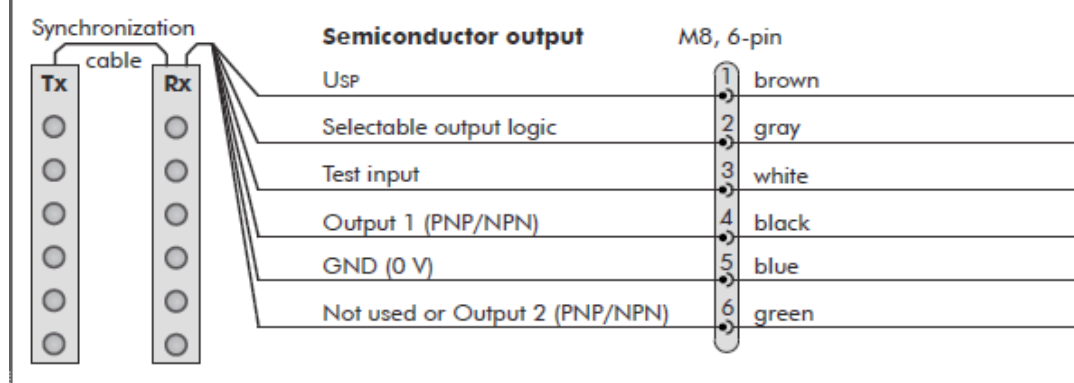 Synchronization
cable
Tx
Rx
Semiconductor output M8, 6-pin
USP 1 brown
Selectable output logic 2 gray
Test input 3 white
Output 1 (PNP/NPN) 4 black
GND (0 V) 5 blue
Not used or Output 2 (PNP/NPN) 6 green